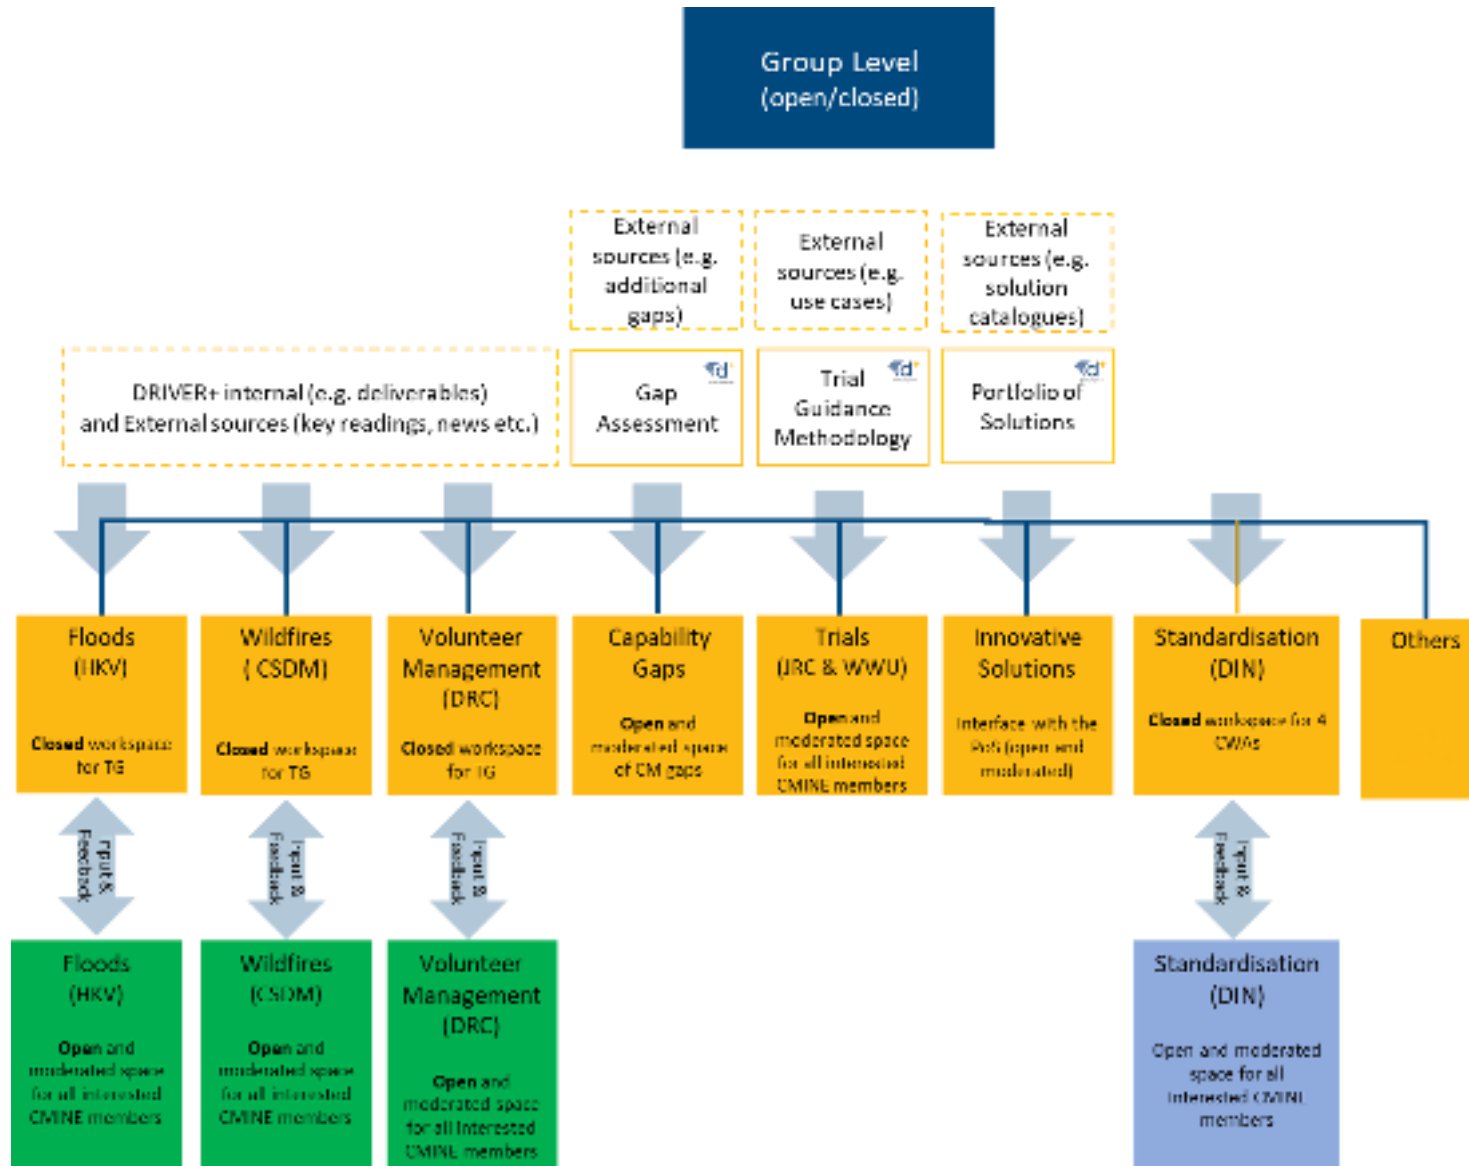 Group Level
(open/closed)
External
sources (e.g.
additional
gaps)
External
sources (e.g.
use cases)
External
sources (e.g.
solution
catalogues)
DRIVER+ internal (e.g. deliverables)
and External sources (key readings, news etc.)
Gap
Assessment
Trial
Guidance
Methodology
Portfolio of
Solutions
Floods
(HKV)
Closed workspace
for TG
Wildfires
( CSDM)
Closed workspace
for TG
Volunteer
Management
(DRC)
Closed workspace
for TG
Capability
Gaps
Open and
moderated space
of CM gaps
Trials
(JRC & WWU)
Open and
moderated space
for all interested
CMINE members
Innovative
Solutions
Interface with the
PoS (open and
moderated)
Standardisation
(DIN)
Closed workspace for 4
CWAs
Others
Input &
Feedback
Input &
Feedback
Input &
Feedback
Input &
Feedback
Floods
(HKV)
Open and
moderated space
for all interested
CMINE members
Wildfires
(CSDM)
Open and
moderated space
for all interested
CMINE members
Volunteer
Management
(DRC)
Open and
moderated space
for all interested
CMINE members
Standardisation
(DIN)
Open and moderated
space for all
interested CMINE
members